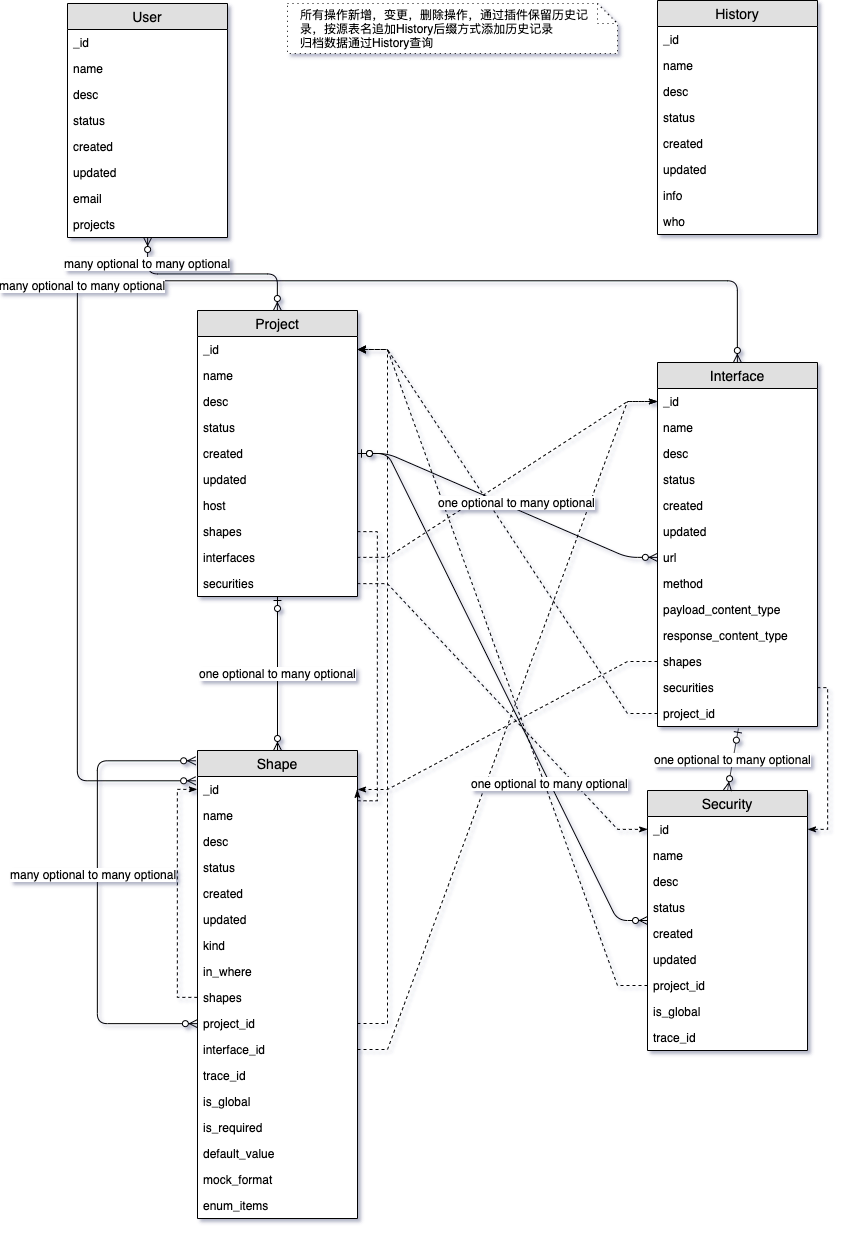 User
_id
name
desc
status
created
updated
email
projects
所有操作新增，变更，删除操作，通过插件保留历史记
录，按源表名追加History后缀方式添加历史记录
归档数据通过History查询
History
_id
name
desc
status
created
updated
info
who
many optional to many optional
many optional to many optional
Project
_id
name
desc
status
created
updated
host
shapes
interfaces
securities
Interface
_id
name
desc
status
created
updated
url
method
payload_content_type
response_content_type
shapes
securities
project_id
one optional to many optional
one optional to many optional
one optional to many optional
one optional to many optional
Shape
_id
name
desc
status
created
updated
kind
in_where
shapes
project_id
interface_id
trace_id
is_global
is_required
default_value
mock_format
enum_items
many optional to many optional
Security
_id
name
desc
status
created
updated
project_id
is_global
trace_id